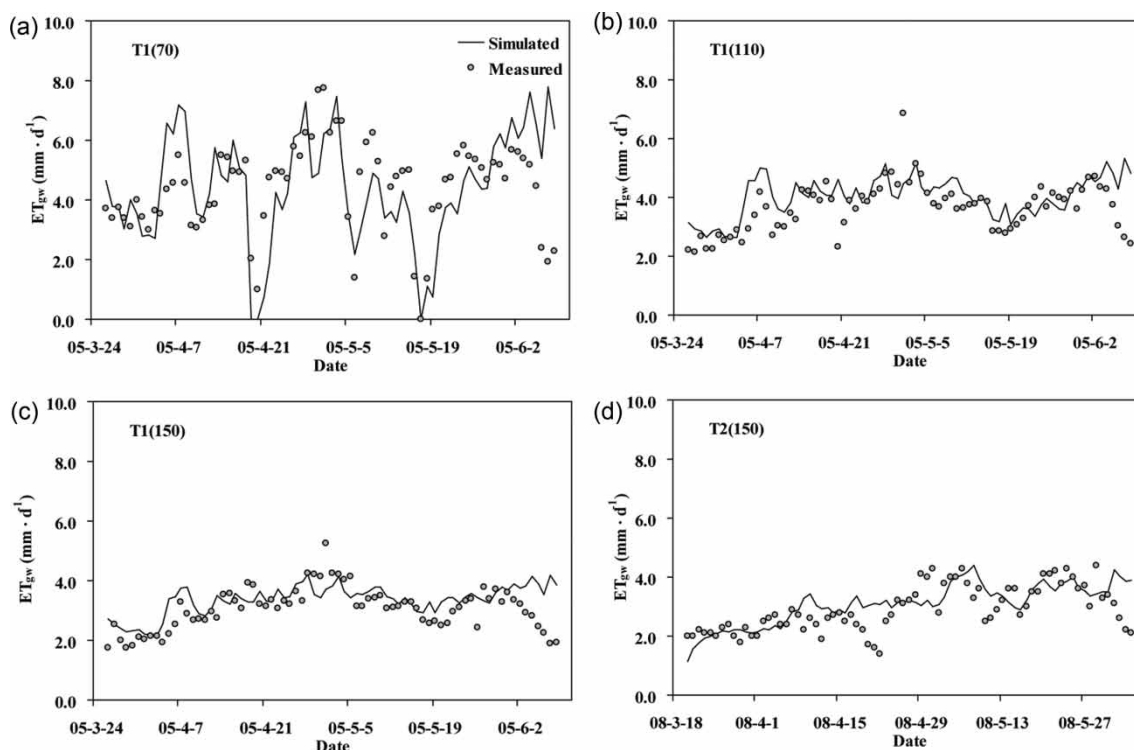 (a)
T1(70)
Simulated
Measured
10.0
8.0
6.0
4.0
2.0
0.0
ETgw (mm · d¹)
05-3-24 05-4-7 05-4-21 05-5-5 05-5-19 05-6-2
Date
(b)
T1(110)
10.0
8.0
6.0
4.0
2.0
0.0
ETgw (mm · d¹)
05-3-24 05-4-7 05-4-21 05-5-5 05-5-19 05-6-2
Date
(c)
T1(150)
10.0
8.0
6.0
4.0
2.0
0.0
ETgw (mm · d¹)
05-3-24 05-4-7 05-4-21 05-5-5 05-5-19 05-6-2
Date
(d)
T2(150)
10.0
8.0
6.0
4.0
2.0
0.0
ETgw (mm · d¹)
08-3-18 08-4-1 08-4-15 08-4-29 08-5-13 08-5-27
Date